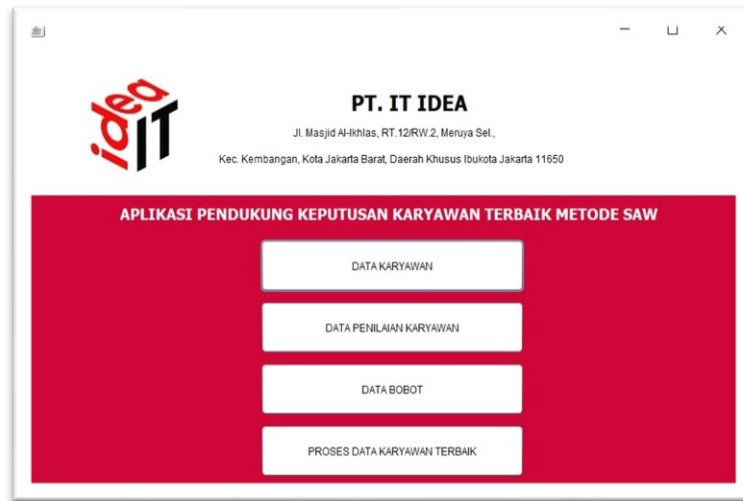 idea
IT
PT. IT IDEA
Jl. Masjid Al-Ikhlas, RT.12/RW.2, Meruya Sel.,
Kec. Kembangan, Kota Jakarta Barat, Daerah Khusus Ibukota Jakarta 11650
APLIKASI PENDUKUNG KEPUTUSAN KARYAWAN TERBAIK METODE SAW
DATA KARYAWAN
DATA PENILAIAN KARYAWAN
DATA BOBOT
PROSES DATA KARYAWAN TERBAIK